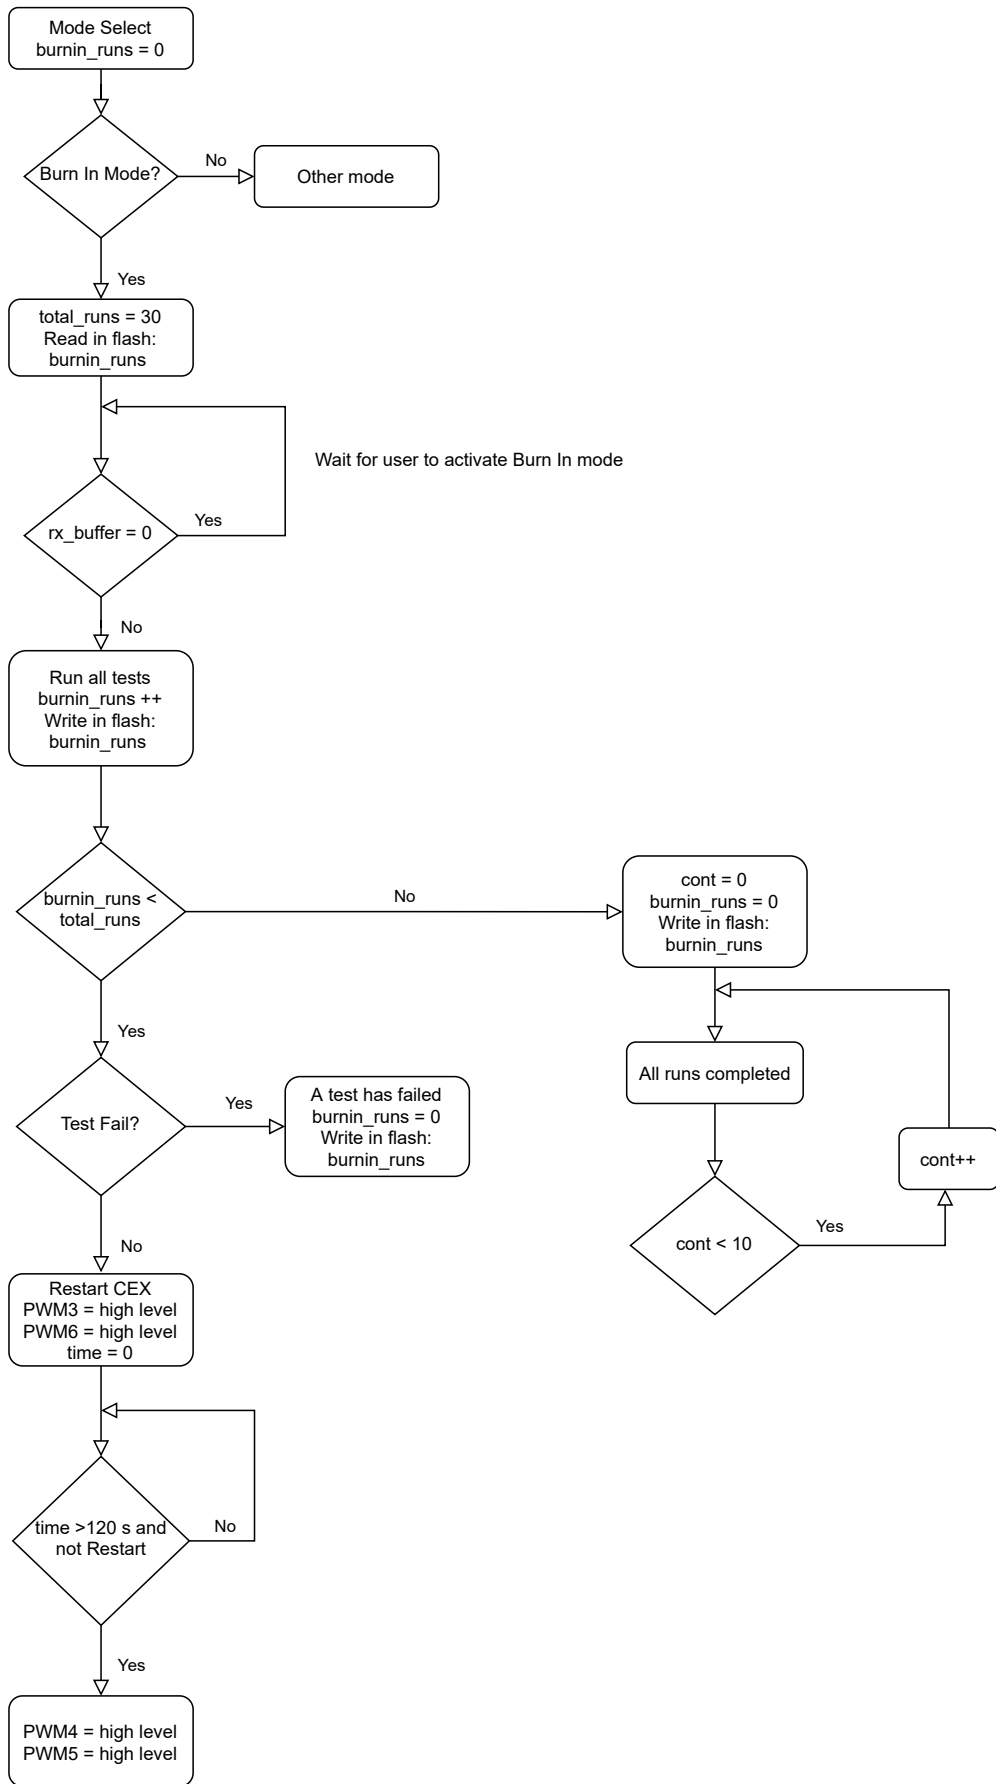 Mode Select
burnin_runs = 0
Burn In Mode?
No
Other mode
Yes
total_runs = 30
Read in flash:
burnin_runs
Wait for user to activate Burn In mode
rx_buffer = 0
Yes
No
Run all tests
burnin_runs ++
Write in flash:
burnin_runs
burnin_runs <
total_runs
No
cont = 0
burnin_runs = 0
Write in flash:
burnin_runs
All runs completed
cont++
cont < 10
Yes
Yes
Test Fail?
Yes
A test has failed
burnin_runs = 0
Write in flash:
burnin_runs
No
Restart CEX
PWM3 = high level
PWM6 = high level
time = 0
time >120 s and
not Restart
No
Yes
PWM4 = high level
PWM5 = high level